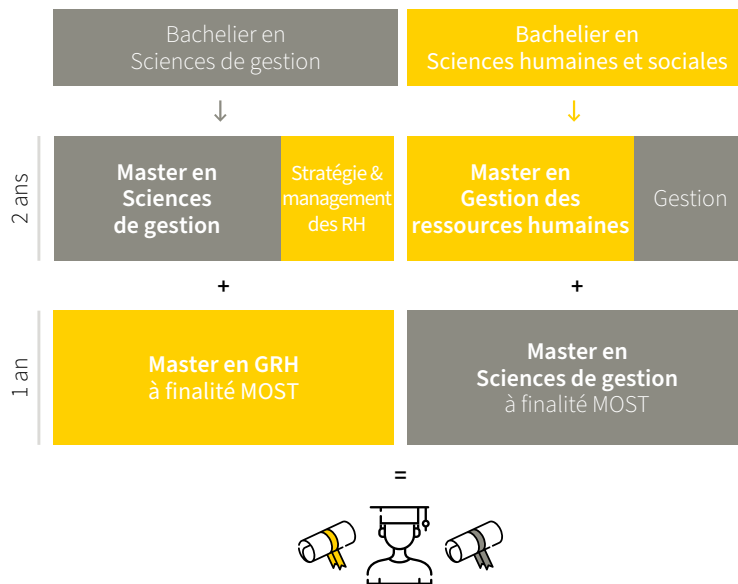 Bachelier en
Sciences de gestion
Bachelier en
Sciences humaines et sociales
↓
↓
2 ans
Master en
Sciences
de gestion
Stratégie &
management
des RH
Master en
Gestion des
ressources humaines
Gestion
+
+
1 an
Master en GRH
à finalité MOST
Master en
Sciences de gestion
à finalité MOST
=